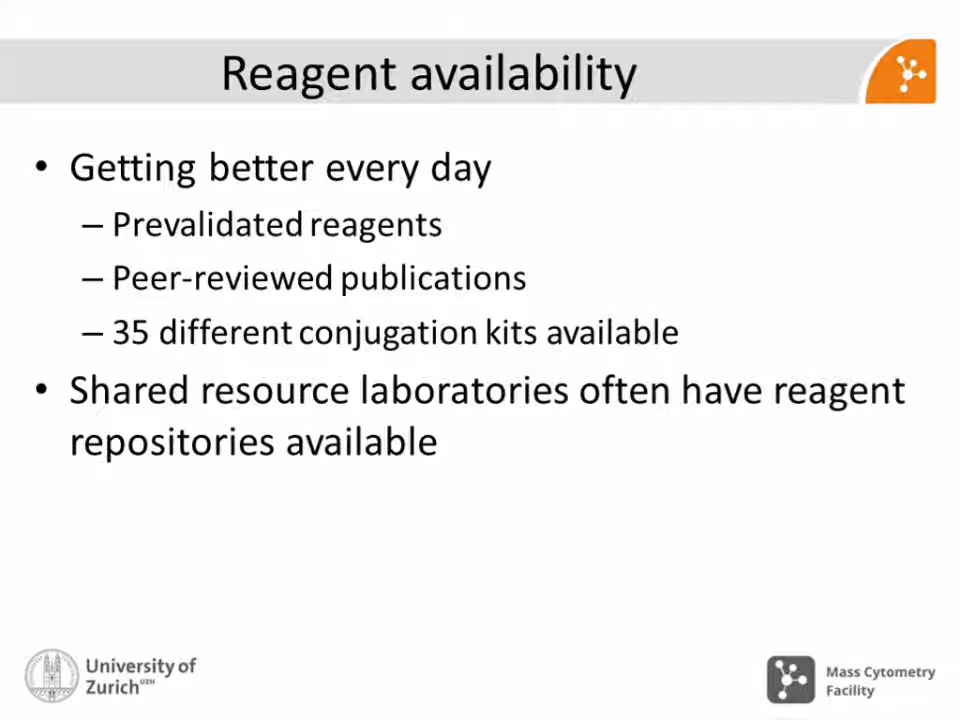 Reagent availability
• Getting better every day
– Prevalidated reagents
– Peer-reviewed publications
– 35 different conjugation kits available
• Shared resource laboratories often have reagent
repositories available
University of
Zurich UZH
Mass Cytometry
Facility